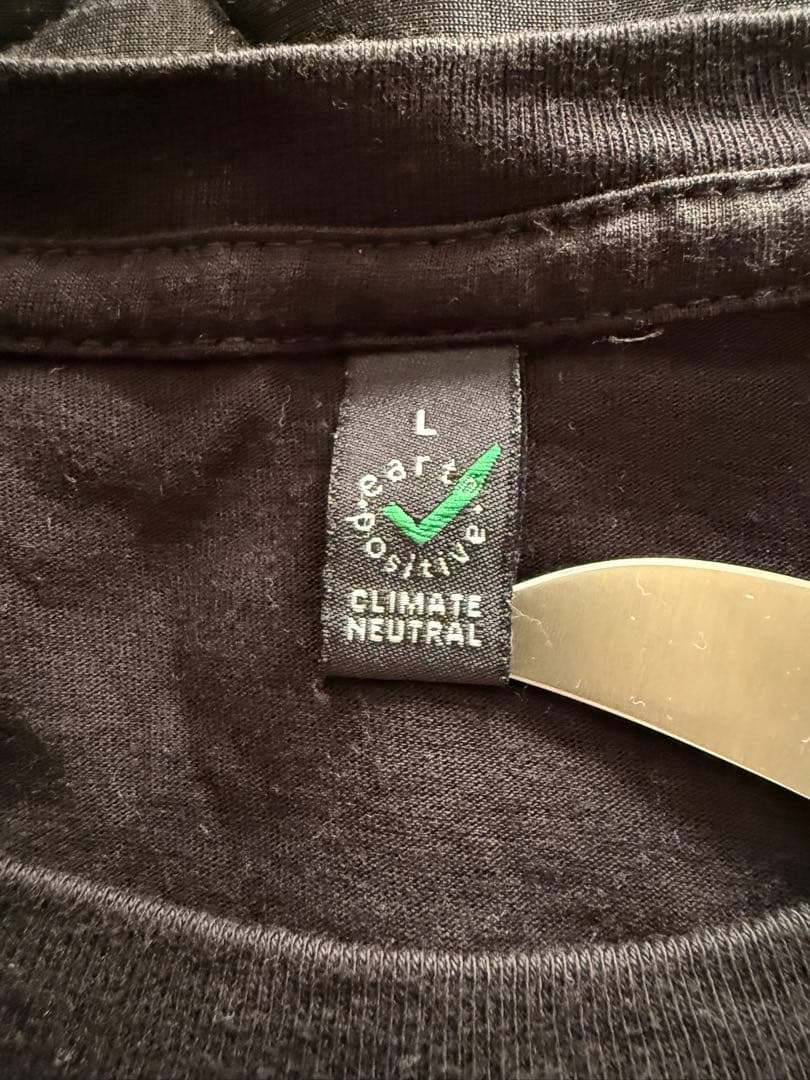 L
earth
positive
CLIMATE
NEUTRAL